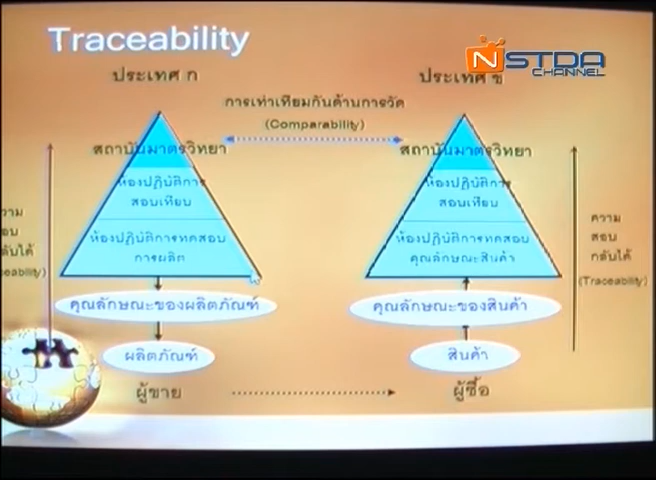 Traceability
NSTDA
CHANNEL
ประเทศ ก
ประเทศ ข
การเท่าเทียมกันด้านการวัด
(Comparability)
สถาบันมาตรวิทยา
สถาบันมาตรวิทยา
ห้องปฏิบัติการ
สอบเทียบ
ห้องปฏิบัติการ
สอบเทียบ
ห้องปฏิบัติการทดสอบ
การผลิต
ห้องปฏิบัติการทดสอบ
คุณลักษณะสินค้า
ความ
สอบ
กลับได้
(Traceability)
คุณลักษณะของผลิตภัณฑ์
คุณลักษณะของสินค้า
ผลิตภัณฑ์
สินค้า
ผู้ขาย
ผู้ซื้อ